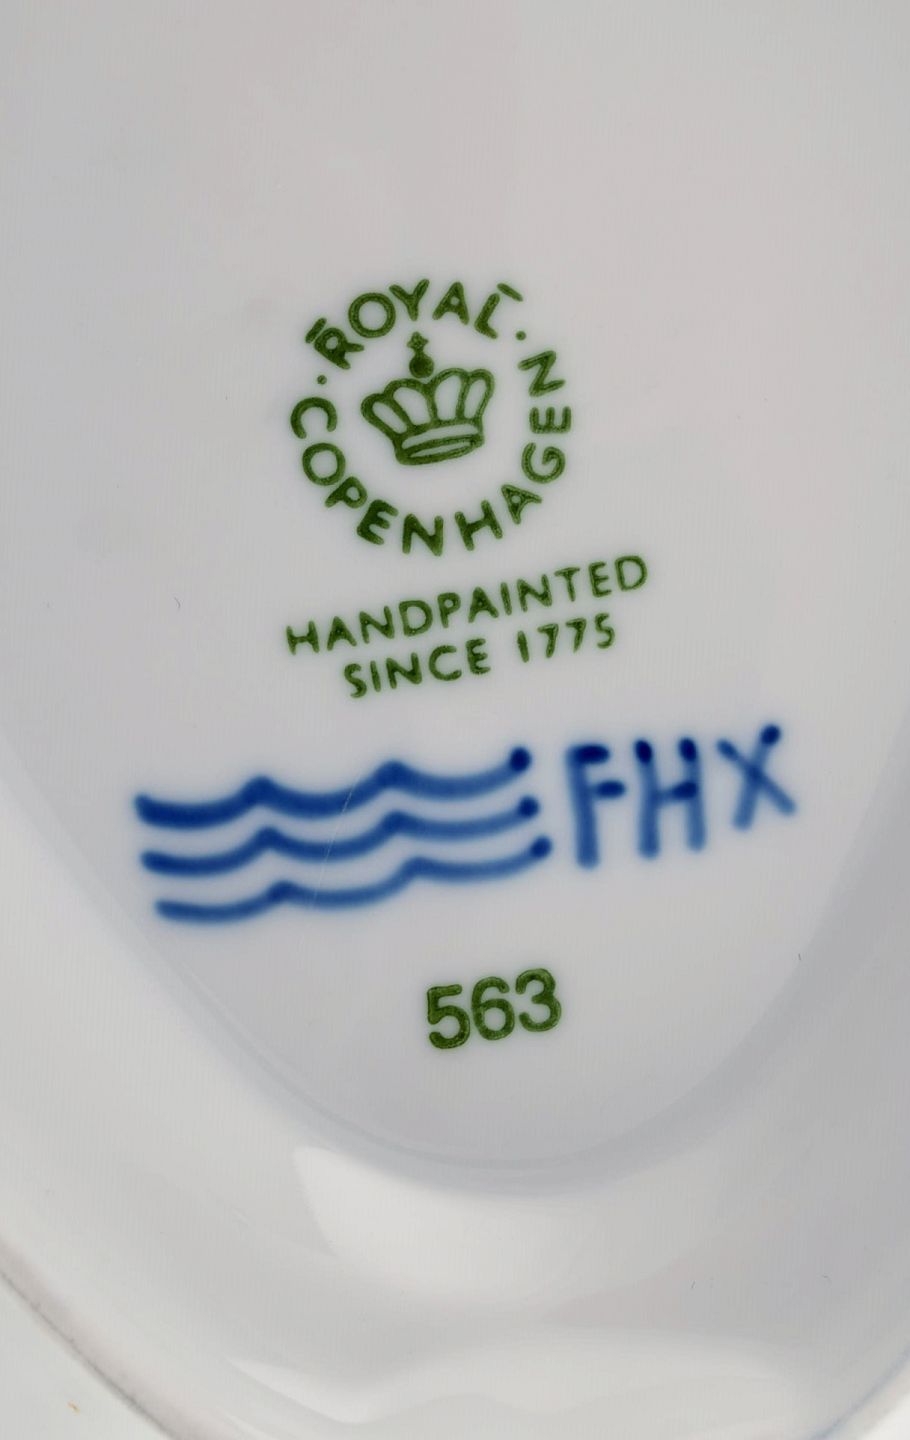 ROYAL
COPENHAGEN
HANDPAINTED
SINCE 1775
FHX
563